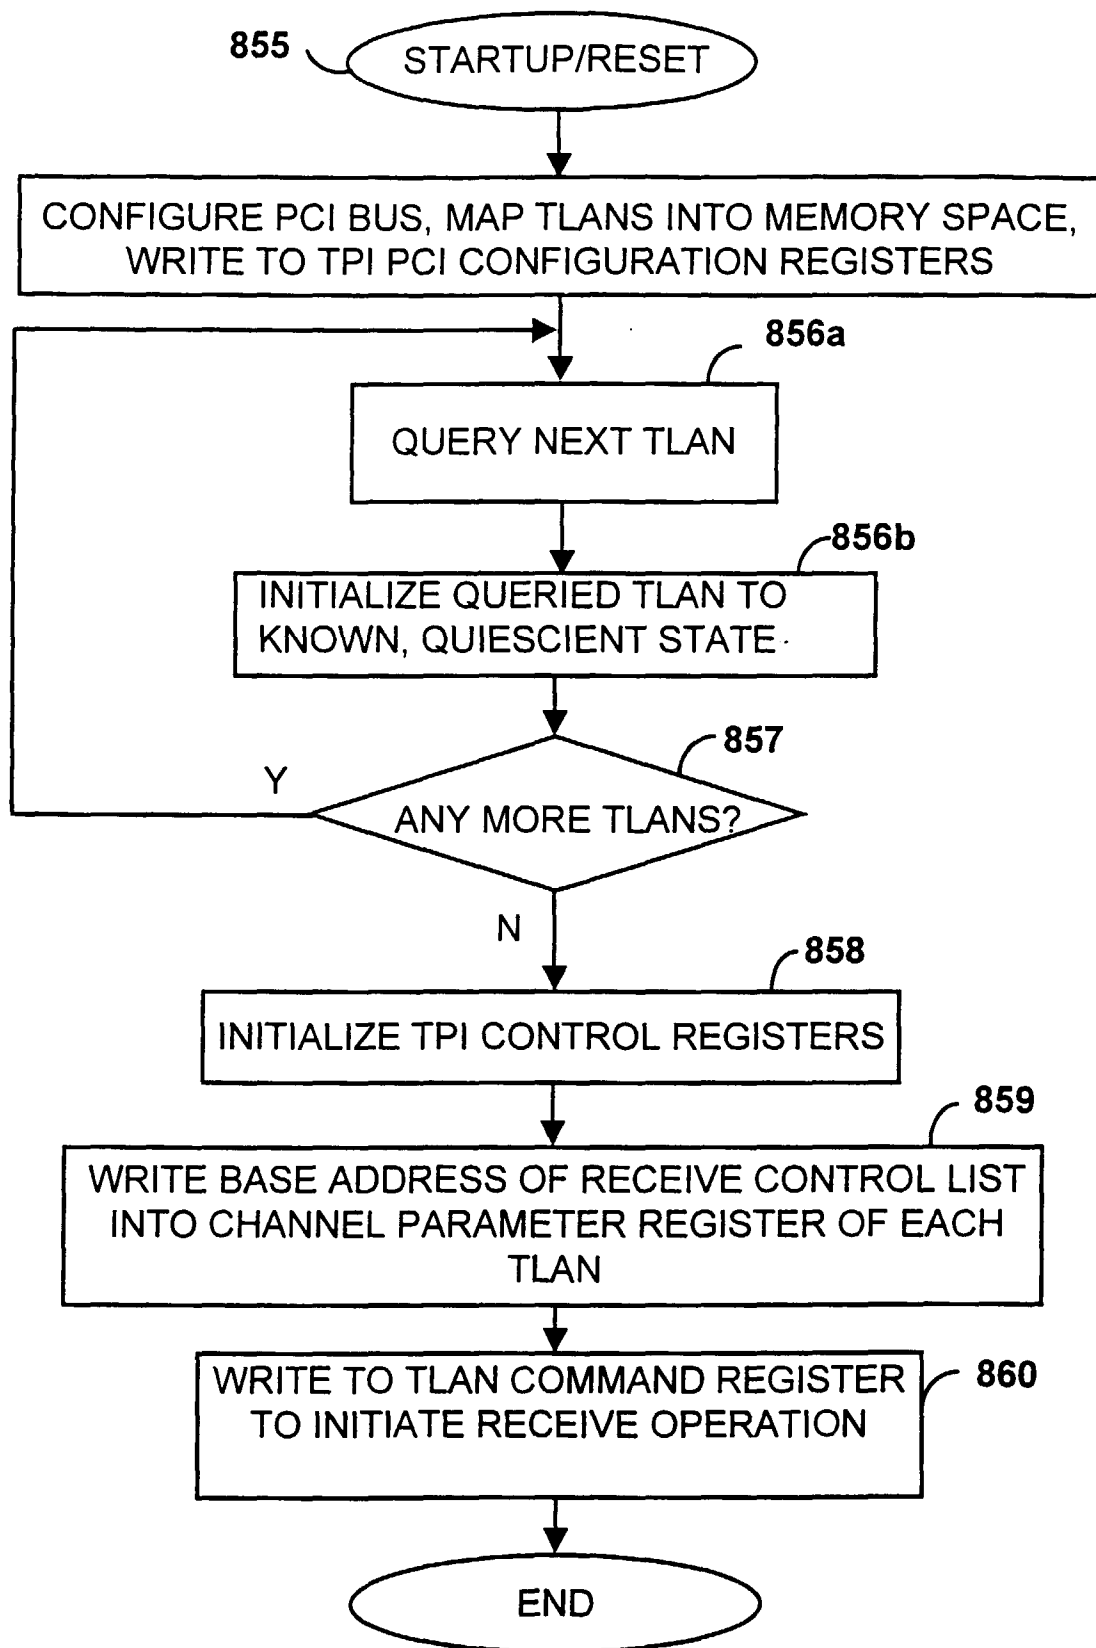 855
STARTUP/RESET
CONFIGURE PCI BUS, MAP TLANS INTO MEMORY SPACE,
WRITE TO TPI PCI CONFIGURATION REGISTERS
856a
QUERY NEXT TLAN
856b
INITIALIZE QUERIED TLAN TO
KNOWN, QUIESCIENT STATE
857
Y
ANY MORE TLANS?
N
858
INITIALIZE TPI CONTROL REGISTERS
859
WRITE BASE ADDRESS OF RECEIVE CONTROL LIST
INTO CHANNEL PARAMETER REGISTER OF EACH
TLAN
WRITE TO TLAN COMMAND REGISTER
860
TO INITIATE RECEIVE OPERATION
END